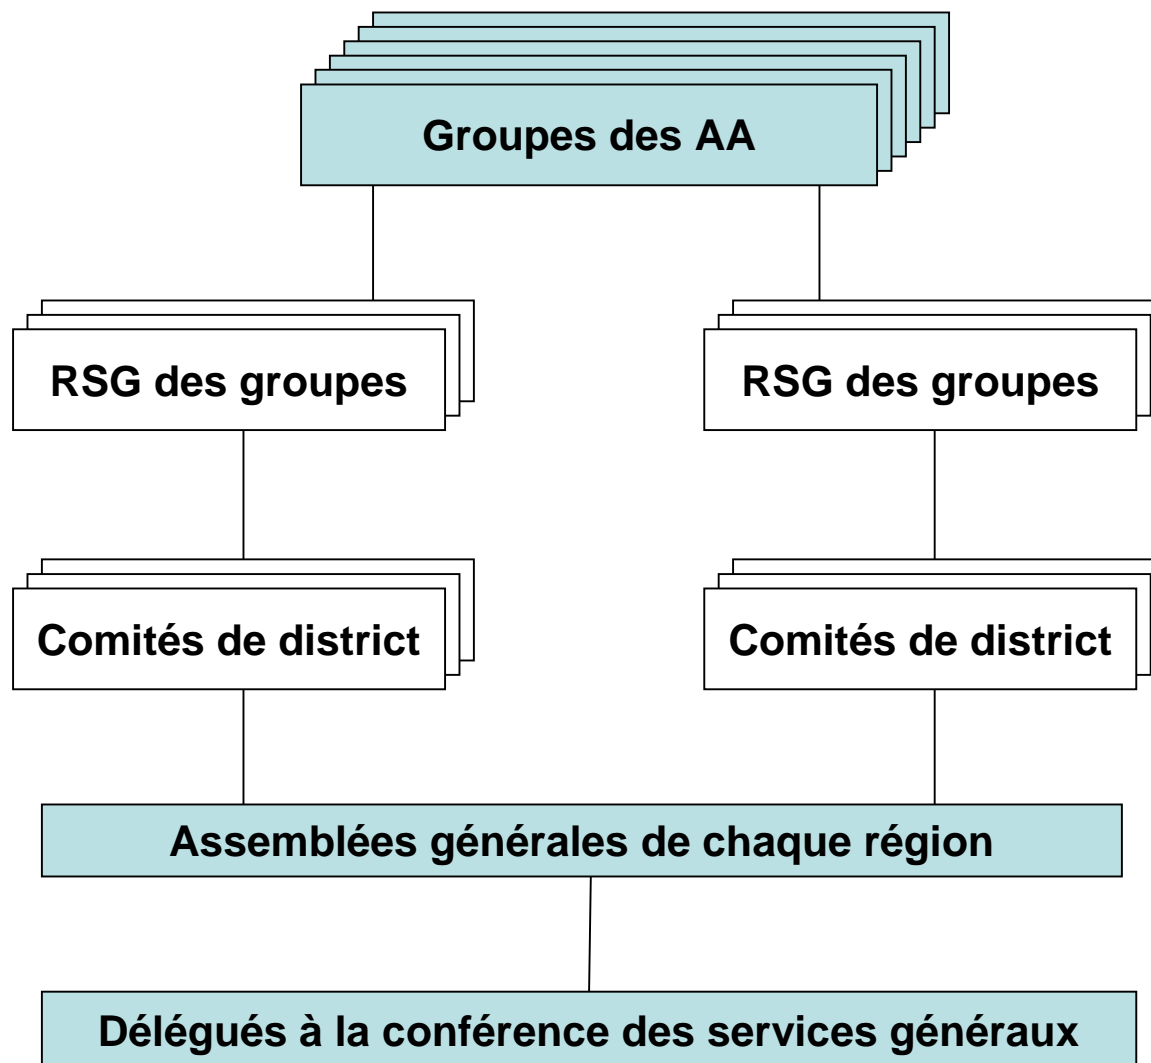 Groupes des AA
RSG des groupes
RSG des groupes
Comités de district
Comités de district
Assemblées générales de chaque région
Délégués à la conférence des services généraux